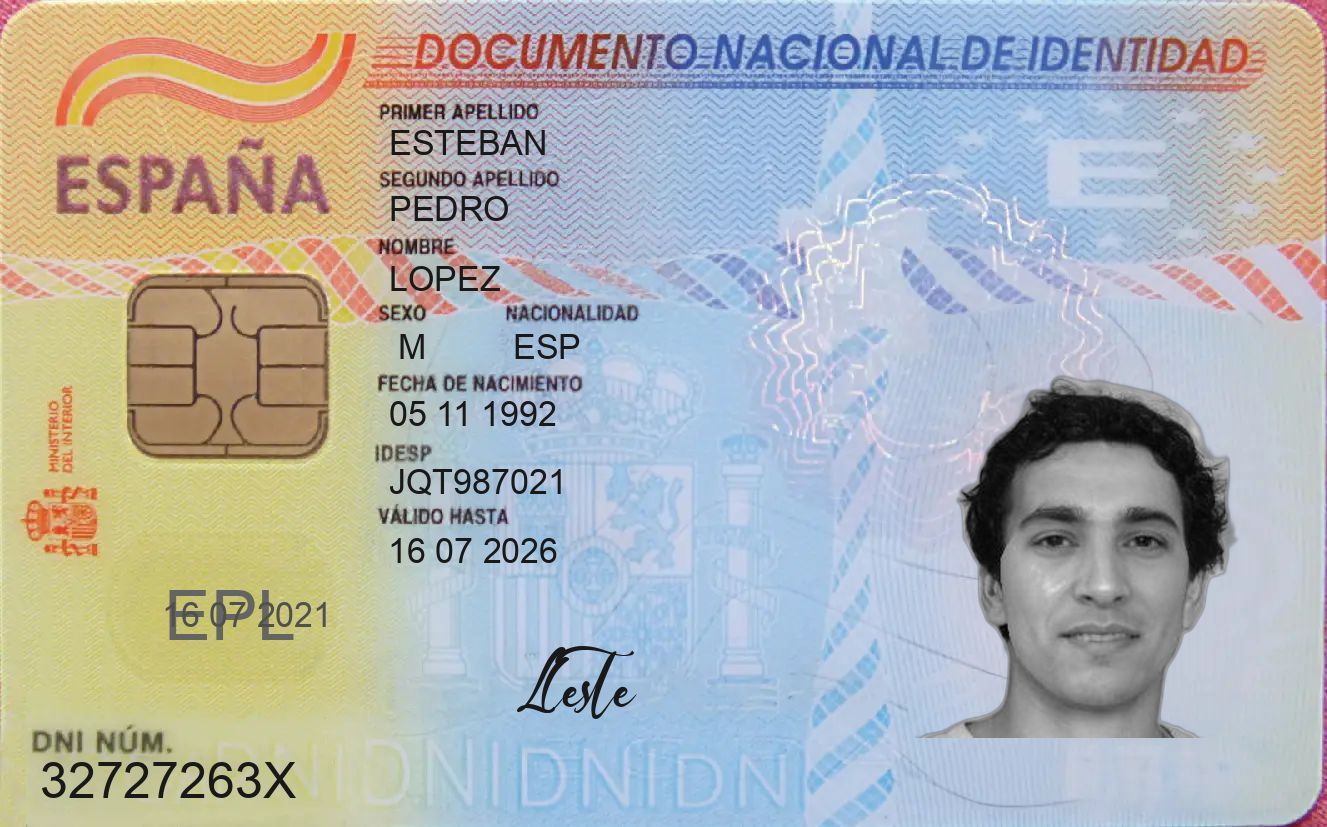 DOCUMENTO NACIONAL DE IDENTIDAD
ESPAÑA
PRIMER APELLIDO
ESTEBAN
SEGUNDO APELLIDO
PEDRO
NOMBRE
LOPEZ
SEXO NACIONALIDAD
M ESP
FECHA DE NACIMIENTO
05 11 1992
IDESP
JQT987021
VÁLIDO HASTA
16 07 2026
MINISTERIO
DEL INTERIOR
E
EPL
16 07 2021
Leste
DNI NÚM.
32727263X
DNIDNIDNIDNI